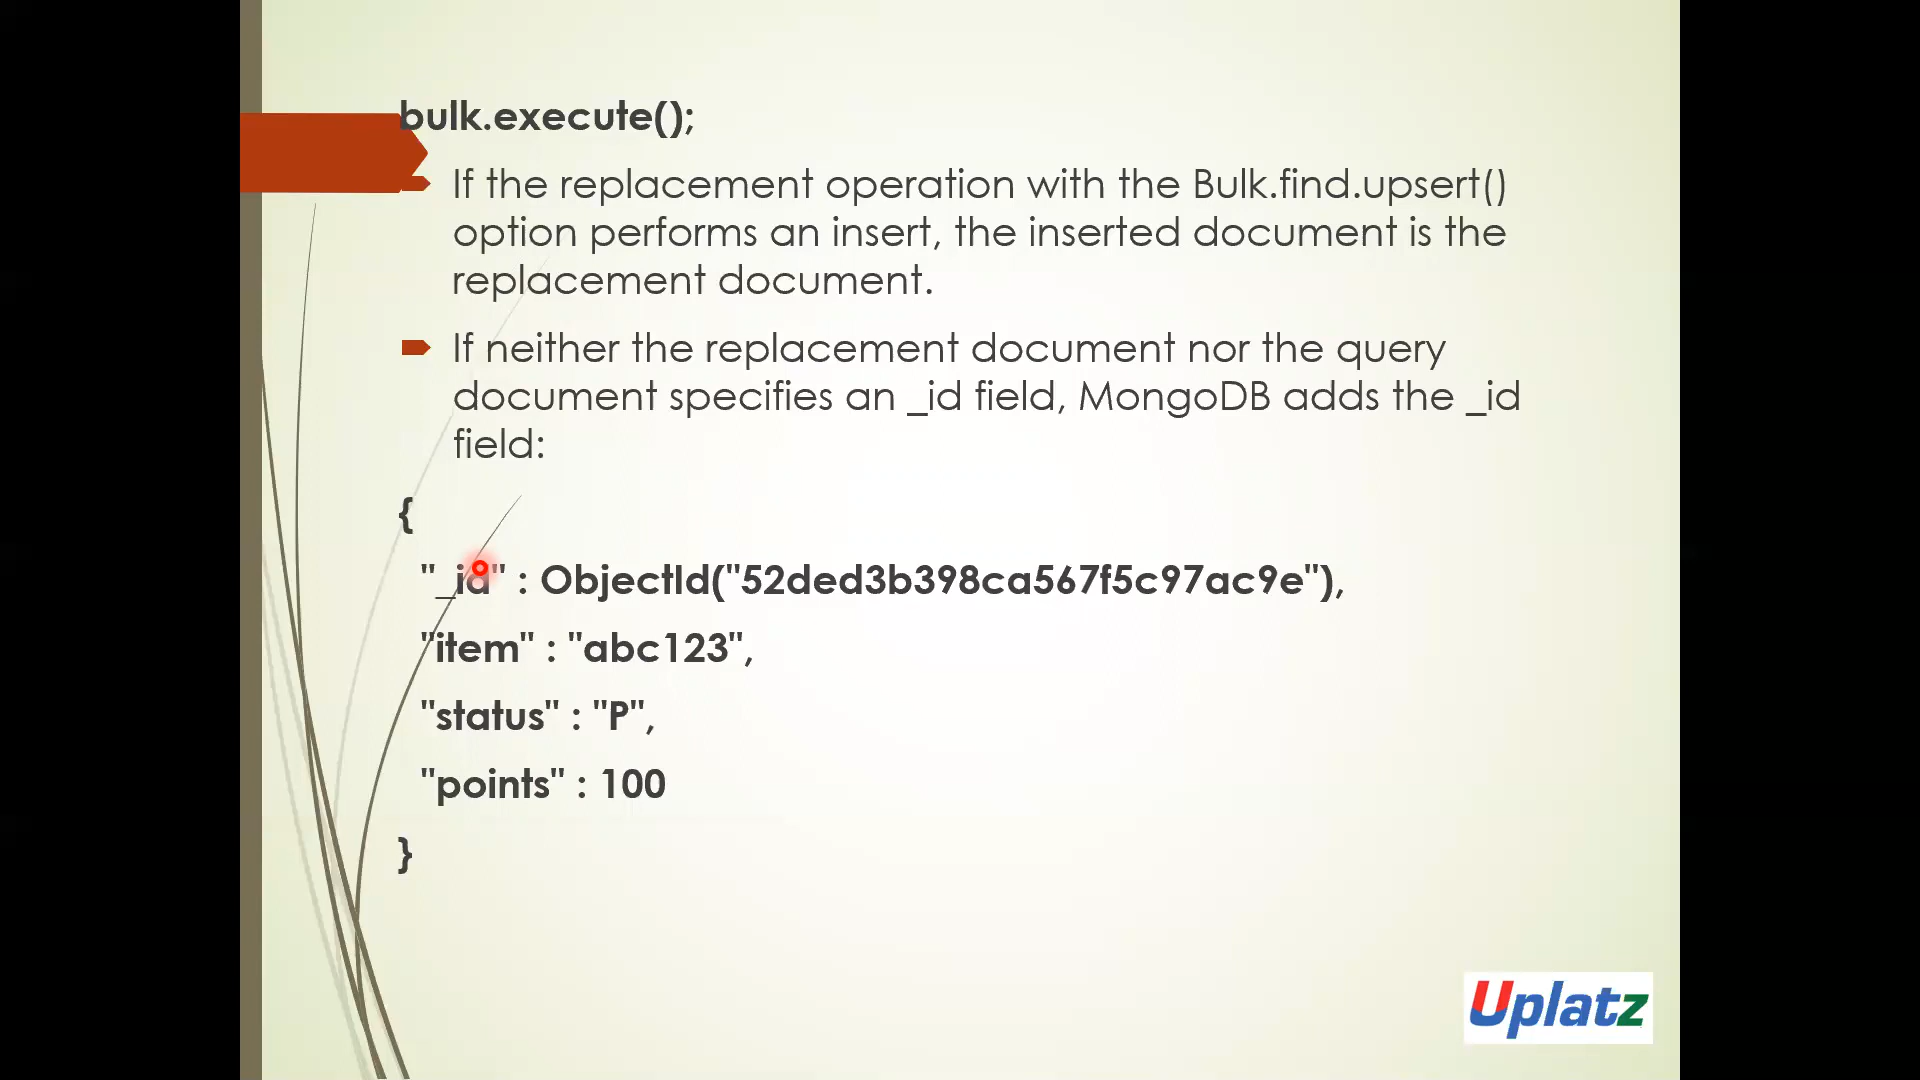 bulk.execute();
If the replacement operation with the Bulk.find.upsert()
option performs an insert, the inserted document is the
replacement document.
If neither the replacement document nor the query
document specifies an _id field, MongoDB adds the _id
field:
{
"_id" : ObjectId("52ded3b398ca567f5c97ac9e"),
"item" : "abc123",
"status" : "P",
"points" : 100
}
Uplatz